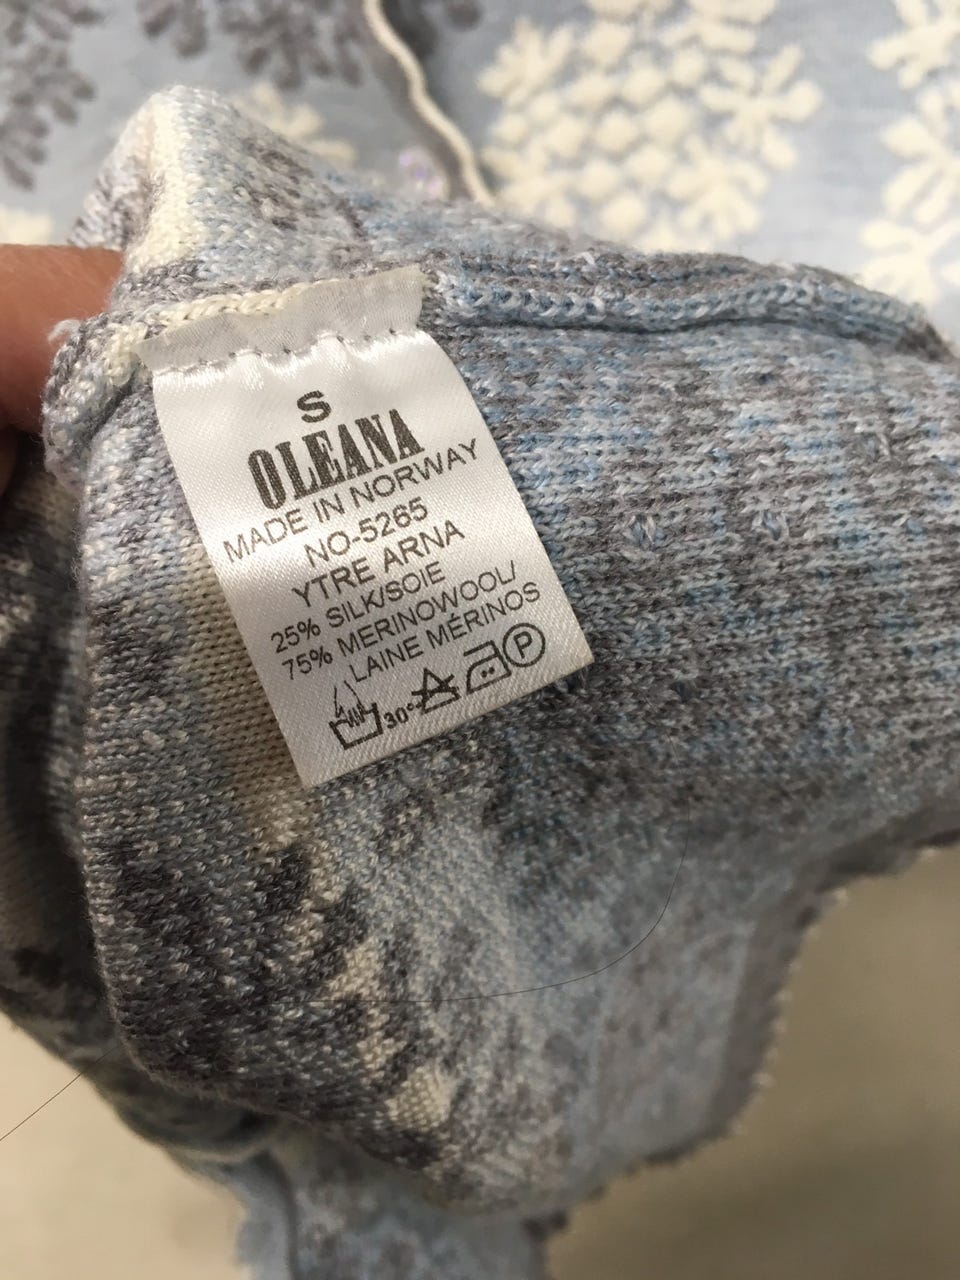 S
OLEANA
MADE IN NORWAY
NO-5265
YTRE ARNA
25% SILK/SOIE
75% MERINOWOOL/
LAINE MÉRINOS
30° P